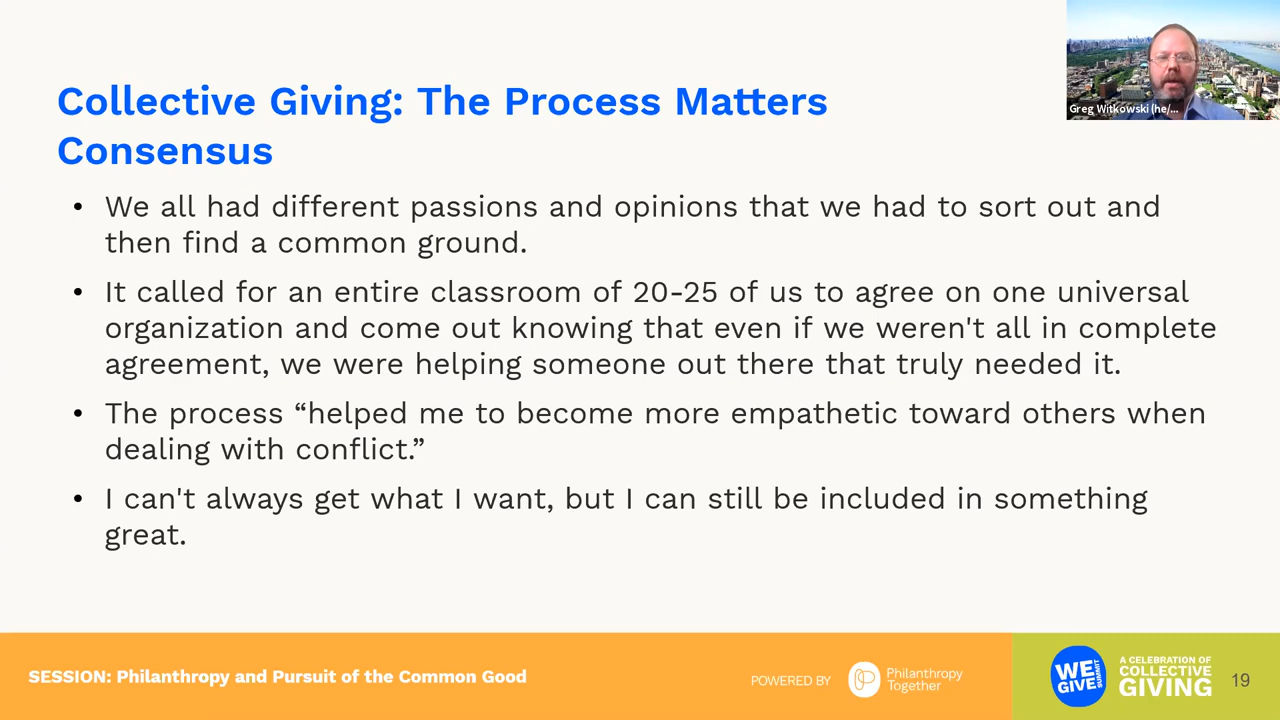 Collective Giving: The Process Matters
Consensus
Greg Witkowski (he/...
• We all had different passions and opinions that we had to sort out and
then find a common ground.
• It called for an entire classroom of 20-25 of us to agree on one universal
organization and come out knowing that even if we weren't all in complete
agreement, we were helping someone out there that truly needed it.
• The process “helped me to become more empathetic toward others when
dealing with conflict.”
• I can't always get what I want, but I can still be included in something
great.
SESSION: Philanthropy and Pursuit of the Common Good
POWERED BY
Philanthropy
Together
WE
GIVE
SUMMIT
A CELEBRATION OF
COLLECTIVE
GIVING
19